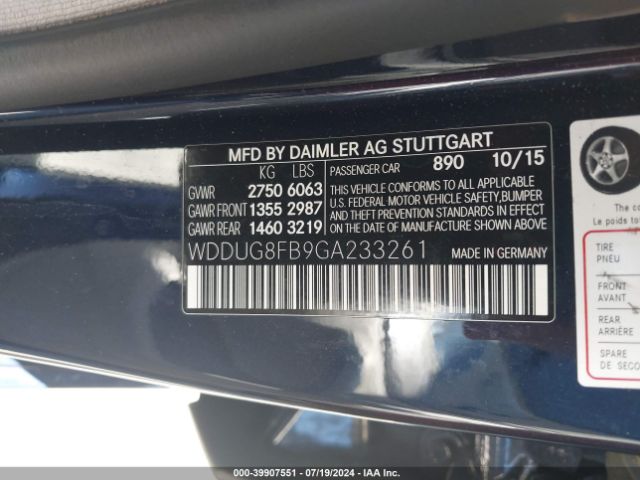 MFD BY DAIMLER AG STUTTGART
KG LBS PASSENGER CAR 890 10/15
GVWR 2750 6063 THIS VEHICLE CONFORMS TO ALL APPLICABLE
U.S. FEDERAL MOTOR VEHICLE SAFETY, BUMPER
GAWR FRONT 1355 2987 AND THEFT PREVENTION STANDARDS IN EFFECT
GAWR REAR 1460 3219 ON THE DATE OF MANUFACTURE SHOWN ABOVE
WDDUG8FB9GA233261 MADE IN GERMANY
Le poids tot
TIRE
PNEU
FRONT
AVANT
REAR
ARRIÈRE
SPARE
DE SECO
000-39907551 - 07/19/2024 - IAA Inc.